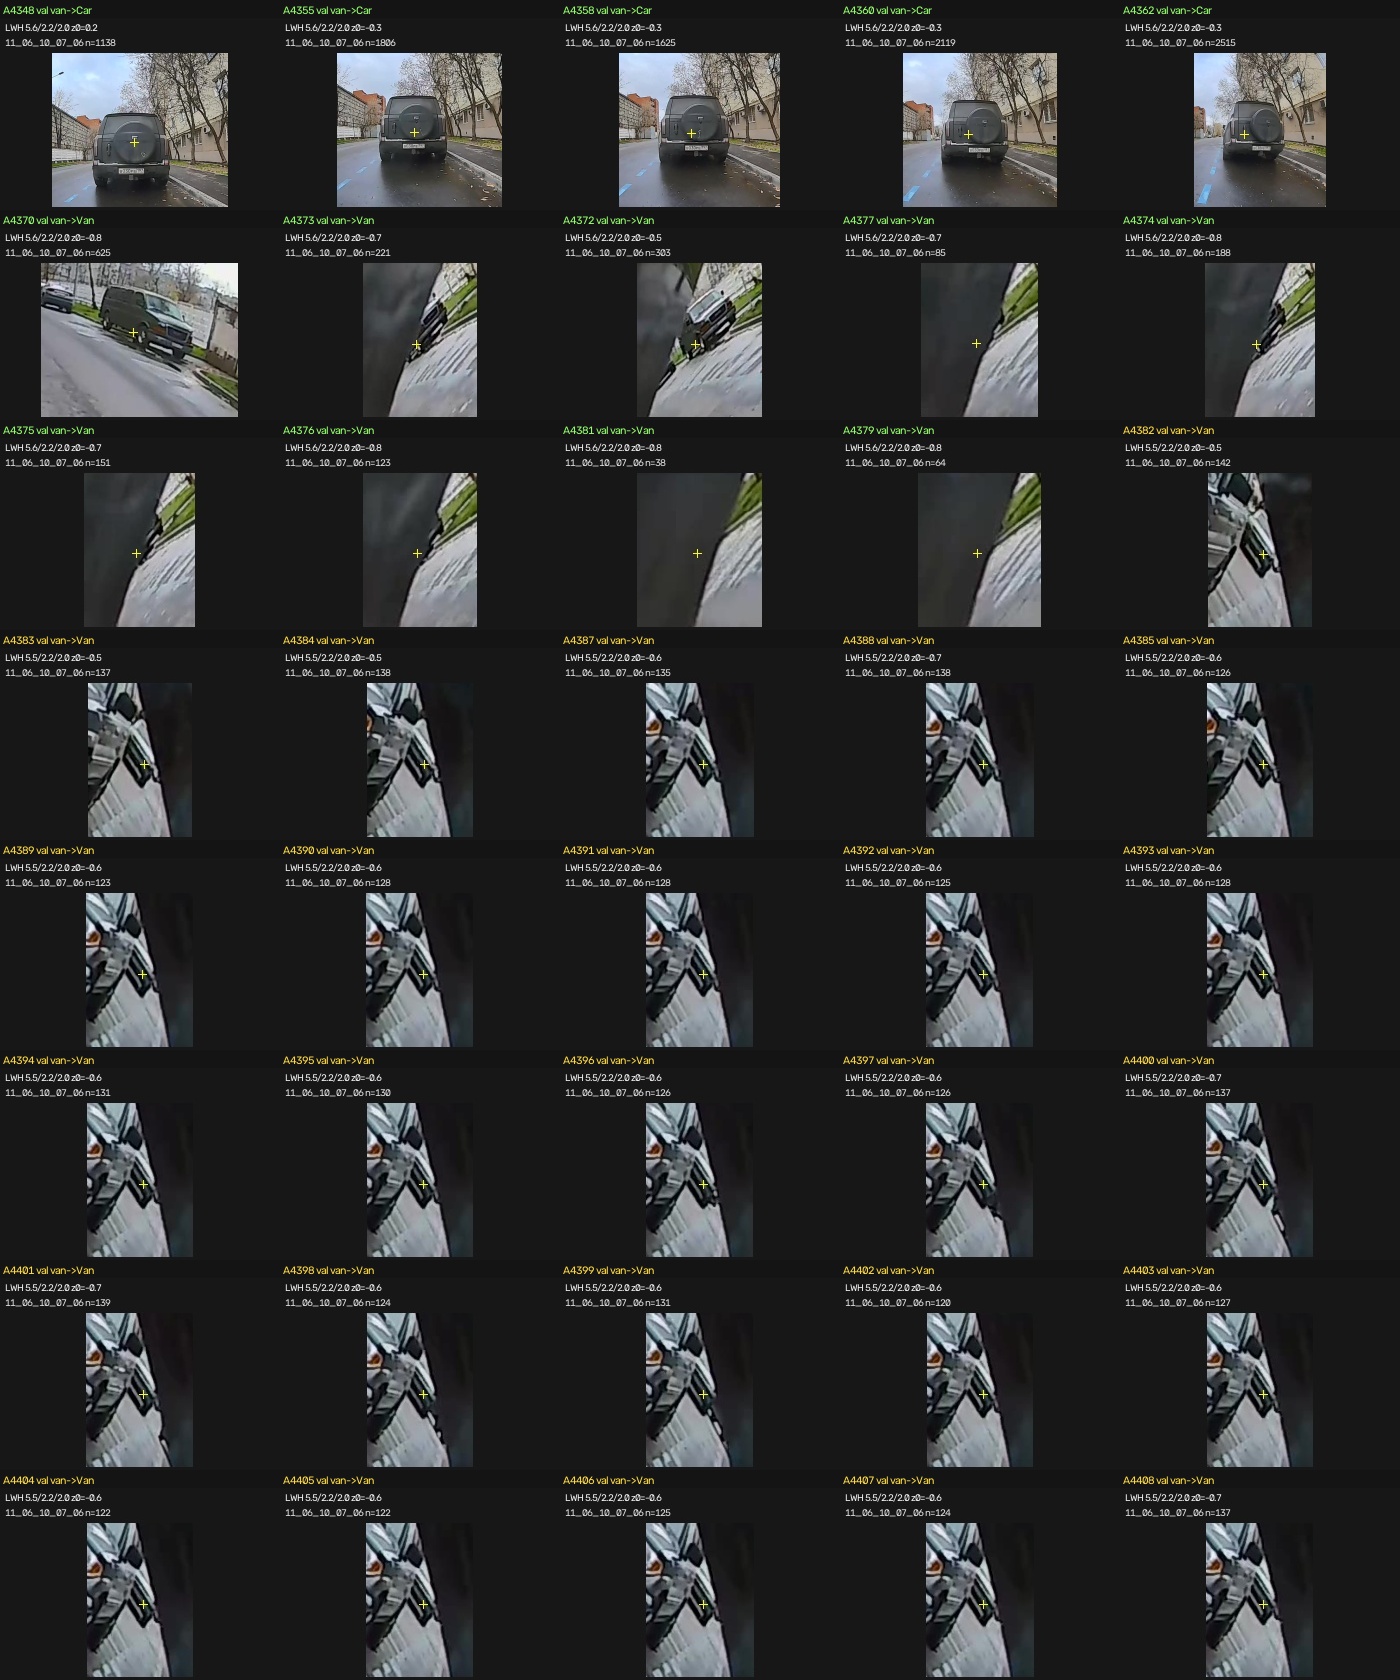 A4348 val van->Car
LWH 5.6/2.2/2.0 z0=0.2
11_06_10_07_06 n=1138
A4355 val van->Car
LWH 5.6/2.2/2.0 z0=-0.3
11_06_10_07_06 n=1806
A4358 val van->Car
LWH 5.6/2.2/2.0 z0=-0.3
11_06_10_07_06 n=1625
A4360 val van->Car
LWH 5.6/2.2/2.0 z0=-0.3
11_06_10_07_06 n=2119
A4362 val van->Car
LWH 5.6/2.2/2.0 z0=-0.3
11_06_10_07_06 n=2515
A4370 val van->Van
LWH 5.6/2.2/2.0 z0=-0.8
11_06_10_07_06 n=625
A4373 val van->Van
LWH 5.6/2.2/2.0 z0=-0.7
11_06_10_07_06 n=221
A4372 val van->Van
LWH 5.6/2.2/2.0 z0=-0.5
11_06_10_07_06 n=303
A4377 val van->Van
LWH 5.6/2.2/2.0 z0=-0.7
11_06_10_07_06 n=85
A4374 val van->Van
LWH 5.6/2.2/2.0 z0=-0.8
11_06_10_07_06 n=188
A4375 val van->Van
LWH 5.6/2.2/2.0 z0=-0.7
11_06_10_07_06 n=151
A4376 val van->Van
LWH 5.6/2.2/2.0 z0=-0.8
11_06_10_07_06 n=123
A4381 val van->Van
LWH 5.6/2.2/2.0 z0=-0.8
11_06_10_07_06 n=38
A4379 val van->Van
LWH 5.6/2.2/2.0 z0=-0.8
11_06_10_07_06 n=64
A4382 val van->Van
LWH 5.5/2.2/2.0 z0=-0.5
11_06_10_07_06 n=142
A4383 val van->Van
LWH 5.5/2.2/2.0 z0=-0.5
11_06_10_07_06 n=137
A4384 val van->Van
LWH 5.5/2.2/2.0 z0=-0.5
11_06_10_07_06 n=138
A4387 val van->Van
LWH 5.5/2.2/2.0 z0=-0.6
11_06_10_07_06 n=135
A4388 val van->Van
LWH 5.5/2.2/2.0 z0=-0.7
11_06_10_07_06 n=138
A4385 val van->Van
LWH 5.5/2.2/2.0 z0=-0.6
11_06_10_07_06 n=126
A4389 val van->Van
LWH 5.5/2.2/2.0 z0=-0.6
11_06_10_07_06 n=123
A4390 val van->Van
LWH 5.5/2.2/2.0 z0=-0.6
11_06_10_07_06 n=128
A4391 val van->Van
LWH 5.5/2.2/2.0 z0=-0.6
11_06_10_07_06 n=128
A4392 val van->Van
LWH 5.5/2.2/2.0 z0=-0.6
11_06_10_07_06 n=125
A4393 val van->Van
LWH 5.5/2.2/2.0 z0=-0.6
11_06_10_07_06 n=128
A4394 val van->Van
LWH 5.5/2.2/2.0 z0=-0.6
11_06_10_07_06 n=131
A4395 val van->Van
LWH 5.5/2.2/2.0 z0=-0.6
11_06_10_07_06 n=130
A4396 val van->Van
LWH 5.5/2.2/2.0 z0=-0.6
11_06_10_07_06 n=126
A4397 val van->Van
LWH 5.5/2.2/2.0 z0=-0.6
11_06_10_07_06 n=126
A4400 val van->Van
LWH 5.5/2.2/2.0 z0=-0.7
11_06_10_07_06 n=137
A4401 val van->Van
LWH 5.5/2.2/2.0 z0=-0.7
11_06_10_07_06 n=139
A4398 val van->Van
LWH 5.5/2.2/2.0 z0=-0.6
11_06_10_07_06 n=124
A4399 val van->Van
LWH 5.5/2.2/2.0 z0=-0.6
11_06_10_07_06 n=131
A4402 val van->Van
LWH 5.5/2.2/2.0 z0=-0.6
11_06_10_07_06 n=120
A4403 val van->Van
LWH 5.5/2.2/2.0 z0=-0.6
11_06_10_07_06 n=127
A4404 val van->Van
LWH 5.5/2.2/2.0 z0=-0.6
11_06_10_07_06 n=122
A4405 val van->Van
LWH 5.5/2.2/2.0 z0=-0.6
11_06_10_07_06 n=122
A4406 val van->Van
LWH 5.5/2.2/2.0 z0=-0.6
11_06_10_07_06 n=125
A4407 val van->Van
LWH 5.5/2.2/2.0 z0=-0.6
11_06_10_07_06 n=124
A4408 val van->Van
LWH 5.5/2.2/2.0 z0=-0.7
11_06_10_07_06 n=137